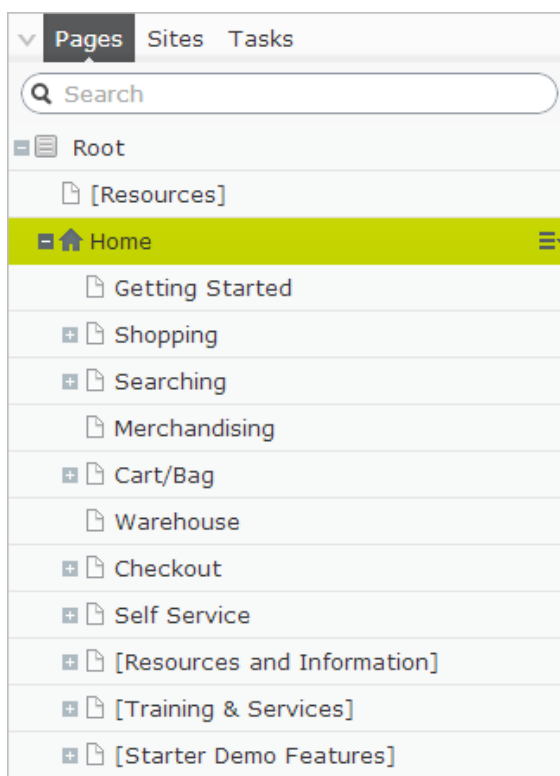 Pages Sites Tasks
Search
Root
[Resources]
Home
Getting Started
Shopping
Searching
Merchandising
Cart/Bag
Warehouse
Checkout
Self Service
[Resources and Information]
[Training & Services]
[Starter Demo Features]